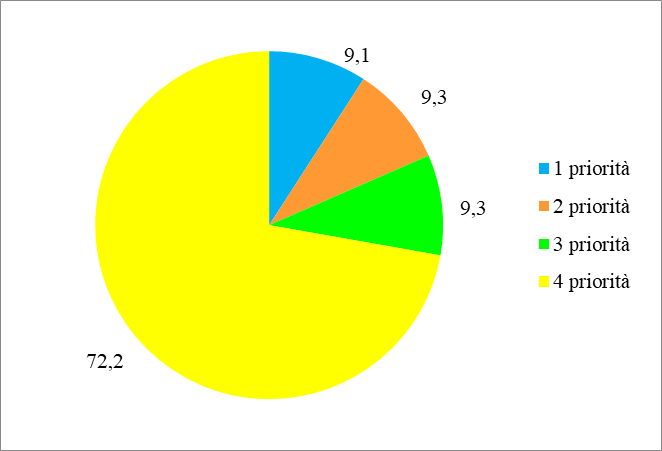 9,1
9,3
9,3
72,2
1 priorità
2 priorità
3 priorità
4 priorità